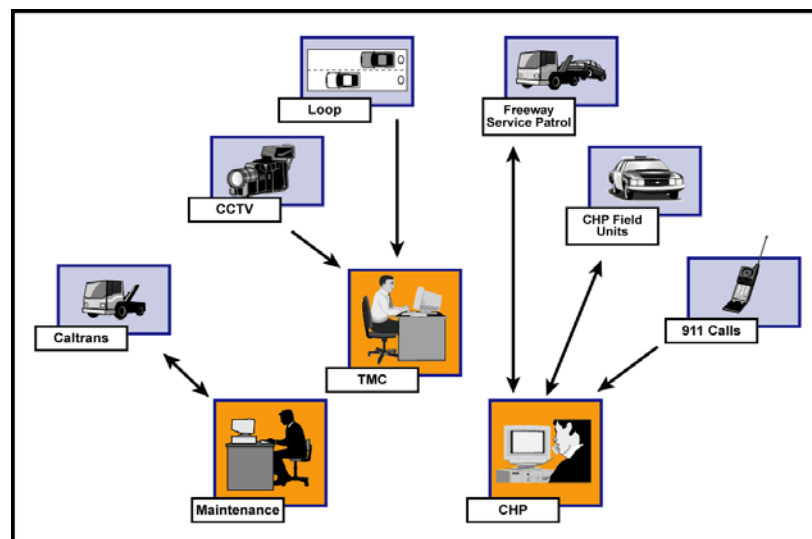 Loop
Freeway
Service Patrol
CCTV
CHP Field
Units
Caltrans
911 Calls
TMC
Maintenance
CHP